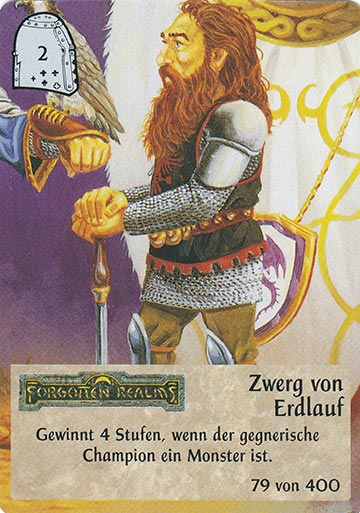 2
FORGOTTEN REALMS
Zwerg von
Erdlauf
Gewinnt 4 Stufen, wenn der gegnerische
Champion ein Monster ist.
79 von 400